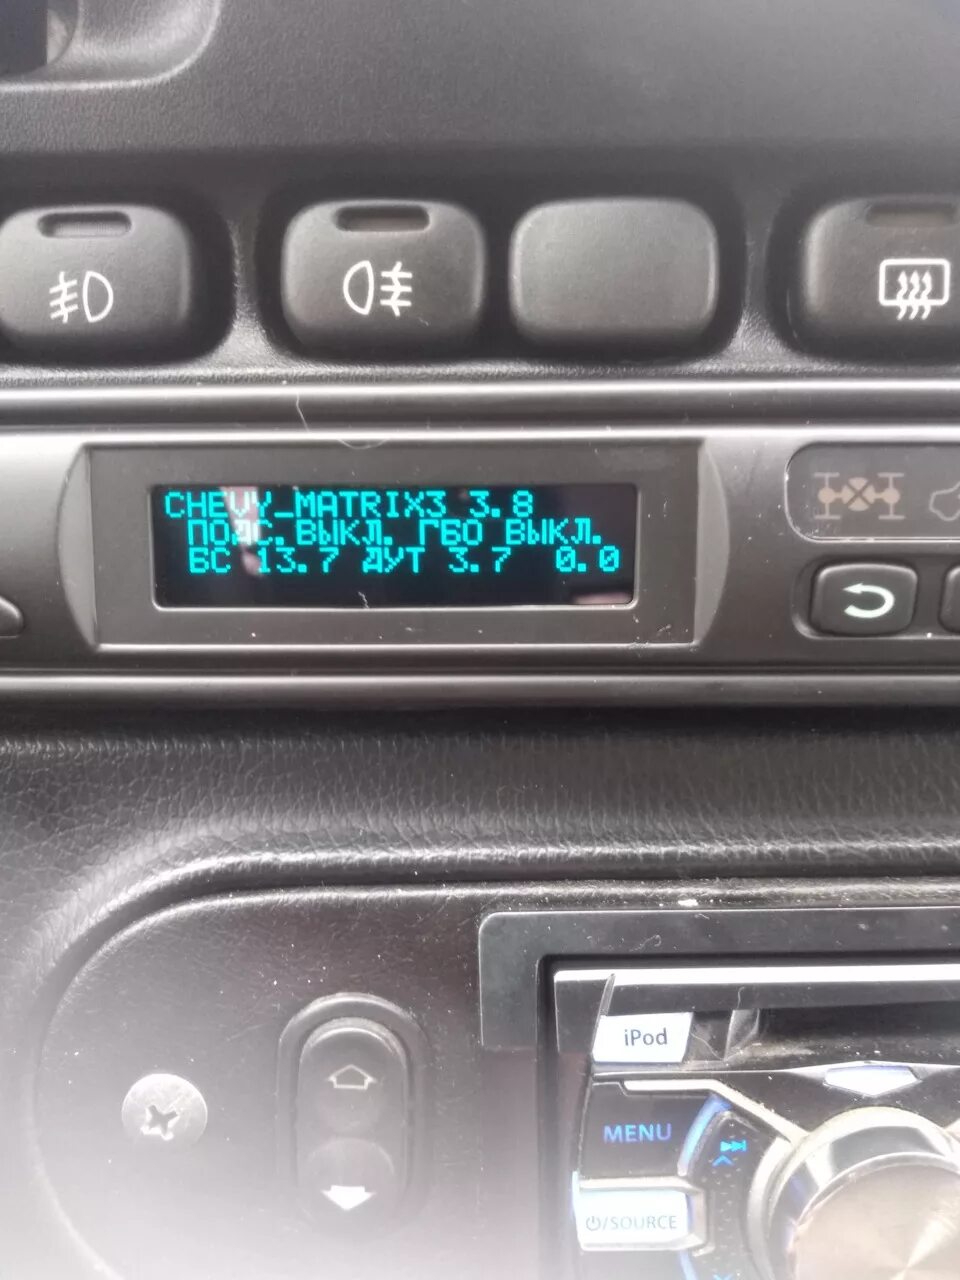 CHEVY_MATRIX3 3.8
ПОДС.ВЫКЛ. ГБО ВЫКЛ.
БС 13.7 ДУТ 3.7 0.0
iPod
MENU
/SOURCE